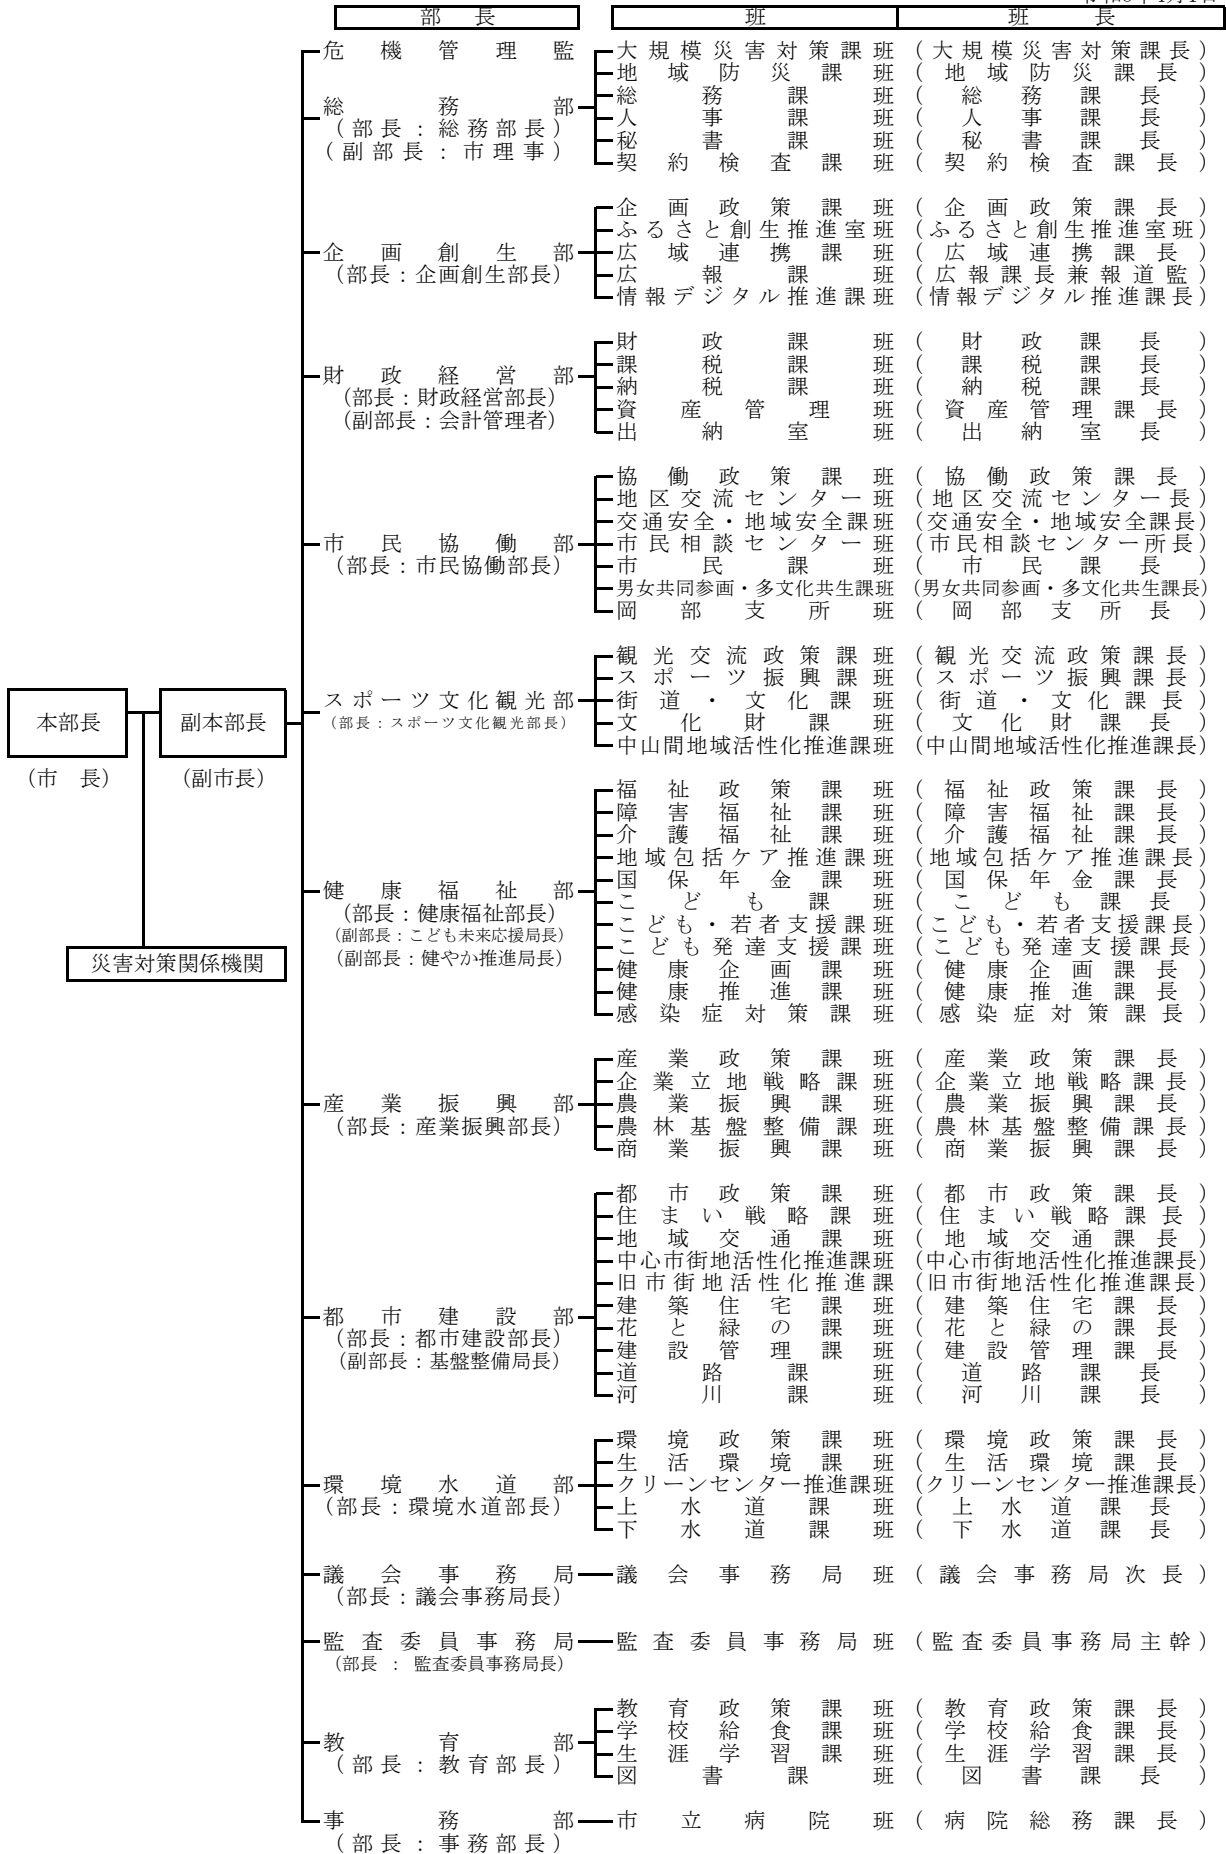 部長 班 班長
危機管理監 大規模災害対策課班 (大規模災害対策課長)
地域防災課班 (地域防災課長)
総務部 総務課班 (総務課長)
(部長：総務部長) 人事課班 (人事課長)
(副部長：市理事) 秘書課班 (秘書課長)
契約検査課班 (契約検査課長)
企画政策課班 (企画政策課長)
ふるさと創生推進室班 (ふるさと創生推進室班)
企画創生部 広域連携課班 (広域連携課長)
(部長：企画創生部長) 広報課班 (広報課長兼報道監)
情報デジタル推進課班 (情報デジタル推進課長)
財政課班 (財政課長)
課税課班 (課税課長)
財政経営部 納税課班 (納税課長)
(部長：財政経営部長) 資産管理班 (資産管理課長)
(副部長：会計管理者) 出納室班 (出納室長)
協働政策課班 (協働政策課長)
地区交流センター班 (地区交流センター長)
交通安全・地域安全課班 (交通安全・地域安全課長)
市民協働部 市民相談センター班 (市民相談センター所長)
(部長：市民協働部長) 市民課班 (市民課長)
男女共同参画・多文化共生課班 (男女共同参画・多文化共生課長)
岡部支所班 (岡部支所長)
観光交流政策課班 (観光交流政策課長)
スポーツ振興課班 (スポーツ振興課長)
スポーツ文化観光部 街道・文化課班 (街道・文化課長)
(部長：スポーツ文化観光部長) 文化財課班 (文化財課長)
中山間地域活性化推進課班 (中山間地域活性化推進課長)
本部長 副本部長
(市　長) (副市長)
福祉政策課班 (福祉政策課長)
障害福祉課班 (障害福祉課長)
介護福祉課班 (介護福祉課長)
地域包括ケア推進課班 (地域包括ケア推進課長)
国保年金課班 (国保年金課長)
健康福祉部 こども課班 (こども課長)
(部長：健康福祉部長) こども・若者支援課班 (こども・若者支援課長)
(副部長：こども未来応援局長) こども発達支援課班 (こども発達支援課長)
(副部長：健やか推進局長) 健康企画課班 (健康企画課長)
災害対策関係機関
健康推進課班 (健康推進課長)
感染症対策課班 (感染症対策課長)
産業政策課班 (産業政策課長)
企業立地戦略課班 (企業立地戦略課長)
産業振興部 農業振興課班 (農業振興課長)
(部長：産業振興部長) 農林基盤整備課班 (農林基盤整備課長)
商業振興課班 (商業振興課長)
都市政策課班 (都市政策課長)
住まい戦略課班 (住まい戦略課長)
地域交通課班 (地域交通課長)
中心市街地活性化推進課班 (中心市街地活性化推進課長)
旧市街地活性化推進課 (旧市街地活性化推進課長)
都市建設部 建築住宅課班 (建築住宅課長)
(部長：都市建設部長) 花と緑の課班 (花と緑の課長)
(副部長：基盤整備局長) 建設管理課班 (建設管理課長)
道路課班 (道路課長)
河川課班 (河川課長)
環境政策課班 (環境政策課長)
生活環境課班 (生活環境課長)
環境水道部 クリーンセンター推進課班 (クリーンセンター推進課長)
(部長：環境水道部長) 上水道課班 (上水道課長)
下水道課班 (下水道課長)
議会事務局 議会事務局班 (議会事務局次長)
(部長：議会事務局長)
監査委員事務局 監査委員事務局班 (監査委員事務局主幹)
(部長 ： 監査委員事務局長)
教育政策課班 (教育政策課長)
学校給食課班 (学校給食課長)
教育部 生涯学習課班 (生涯学習課長)
(部長：教育部長) 図書課班 (図書課長)
事務部 市立病院班 (病院総務課長)
(部長：事務部長)